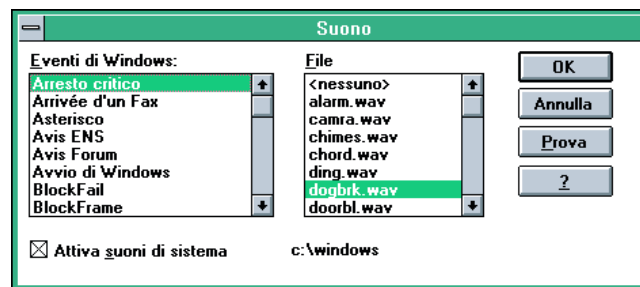 Suono
Eventi di Windows:
Arresto critico
Arrivée d'un Fax
Asterisco
Avis ENS
Avis Forum
Avvio di Windows
BlockFail
BlockFrame
File
<nessuno>
alarm.wav
camra.wav
chimes.wav
chord.wav
ding.wav
dogbrk.wav
doorbl.wav
OK
Annulla
Prova
?
Attiva suoni di sistema
c:\windows